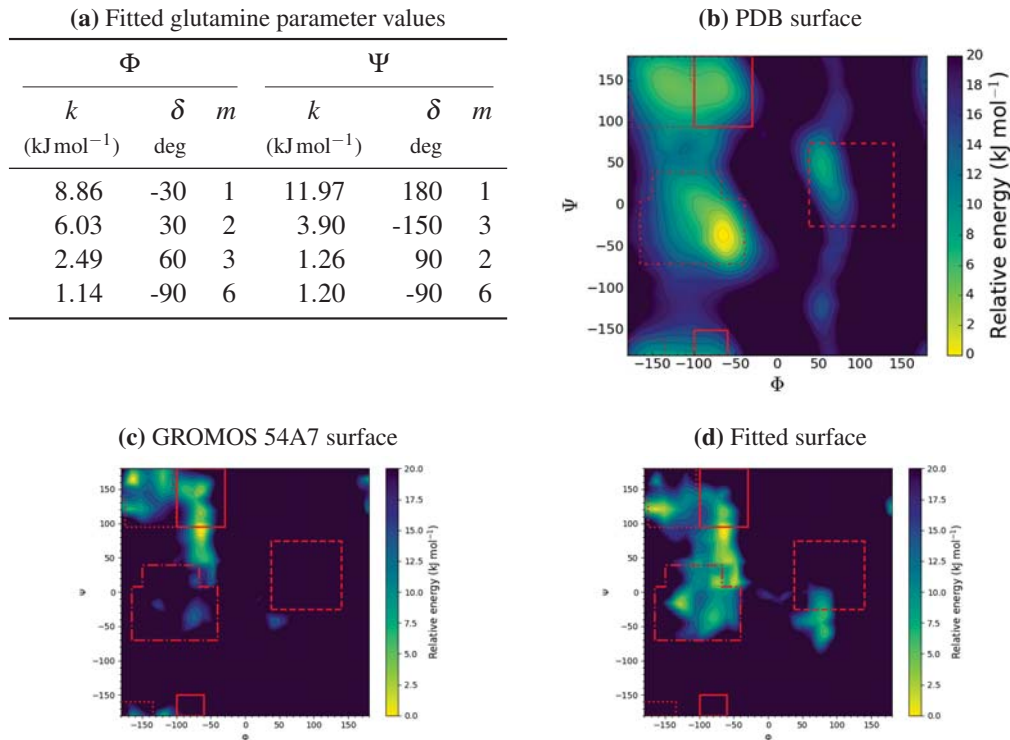 (a) Fitted glutamine parameter values
Φ Ψ
k δ m k δ m
(kJ mol⁻¹) deg (kJ mol⁻¹) deg
8.86 -30 1 11.97 180 1
6.03 30 2 3.90 -150 3
2.49 60 3 1.26 90 2
1.14 -90 6 1.20 -90 6
(b) PDB surface
150
100
50
0
−50
−100
−150
Ψ
−150 −100 −50 0 50 100 150
Φ
20
18
16
14
12
10
8
6
4
2
0
Relative energy (kJ mol⁻¹)
(c) GROMOS 54A7 surface
150
100
50
0
−50
−100
−150
Ψ
−150 −100 −50 0 50 100 150
Φ
20.0
17.5
15.0
12.5
10.0
7.5
5.0
2.5
0.0
Relative energy (kJ mol⁻¹)
(d) Fitted surface
150
100
50
0
−50
−100
−150
Ψ
−150 −100 −50 0 50 100 150
Φ
20.0
17.5
15.0
12.5
10.0
7.5
5.0
2.5
0.0
Relative energy (kJ mol⁻¹)